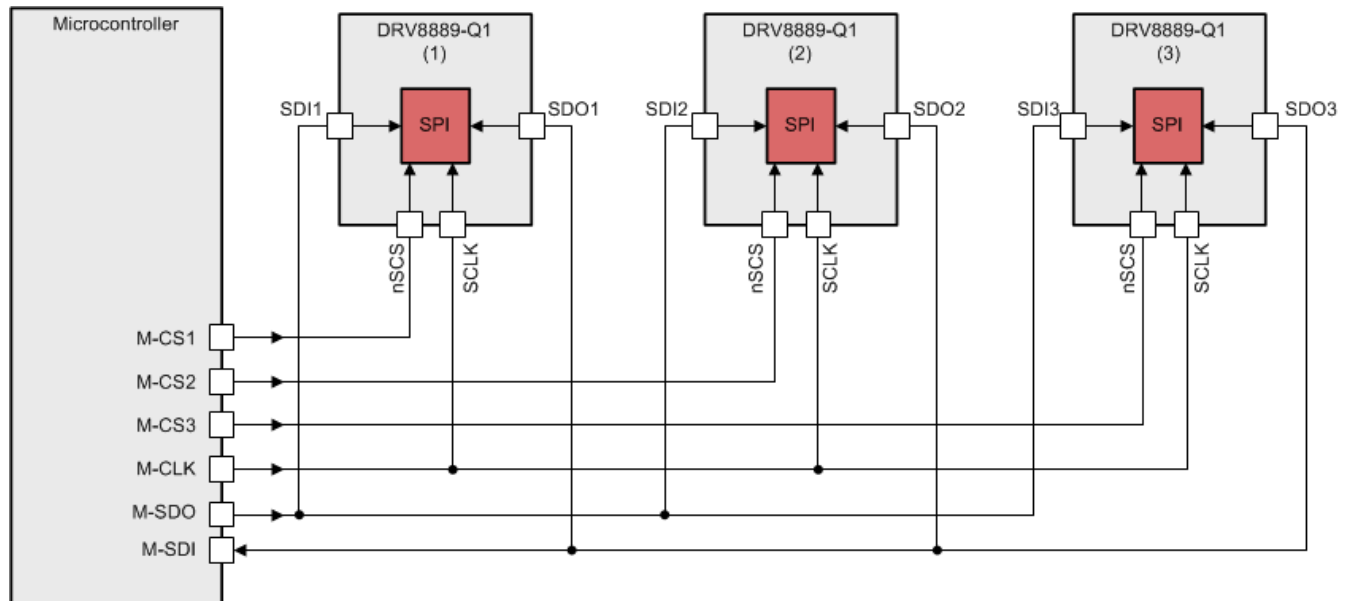 Microcontroller
DRV8889-Q1
(1)
DRV8889-Q1
(2)
DRV8889-Q1
(3)
SDI1
SPI
SDO1
SDI2
SPI
SDO2
SDI3
SPI
SDO3
nSCS
SCLK
nSCS
SCLK
nSCS
SCLK
M-CS1
M-CS2
M-CS3
M-CLK
M-SDO
M-SDI